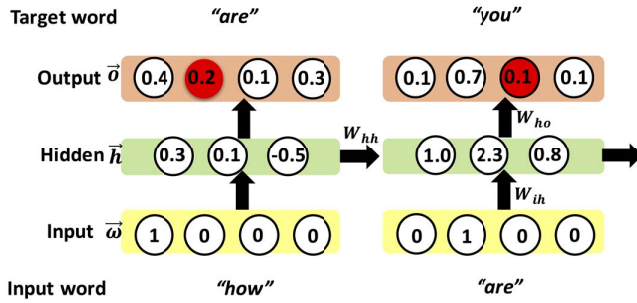 Target word “are” “you”
Output o 0.4 0.2 0.1 0.3 0.1 0.7 0.1 0.1
W_ho
W_hh
Hidden h 0.3 0.1 -0.5 1.0 2.3 0.8
W_ih
Input ω 1 0 0 0 0 1 0 0
Input word “how” “are”